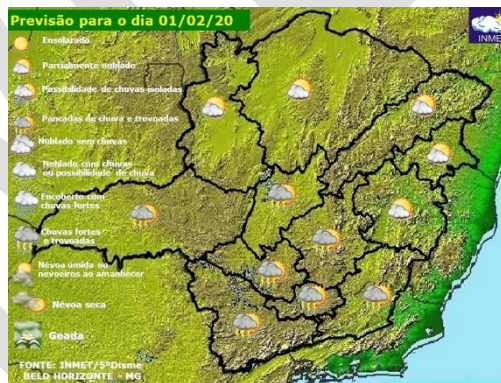 Previsão para o dia 01/02/20
INMET
Ensolarado
Parcialmente nublado
Possibilidade de chuvas isoladas
Pancadas de chuva e trovoadas
Nublado sem chuvas
Nublado com chuvas
ou possibilidade de chuva
Encoberto com
chuvas fortes
Chuvas fortes
e trovoadas
Névoa úmida ou
nevoeiros ao amanhecer
Névoa seca
Geada
FONTE: INMET/5ºDisme
BELO HORIZONTE - MG